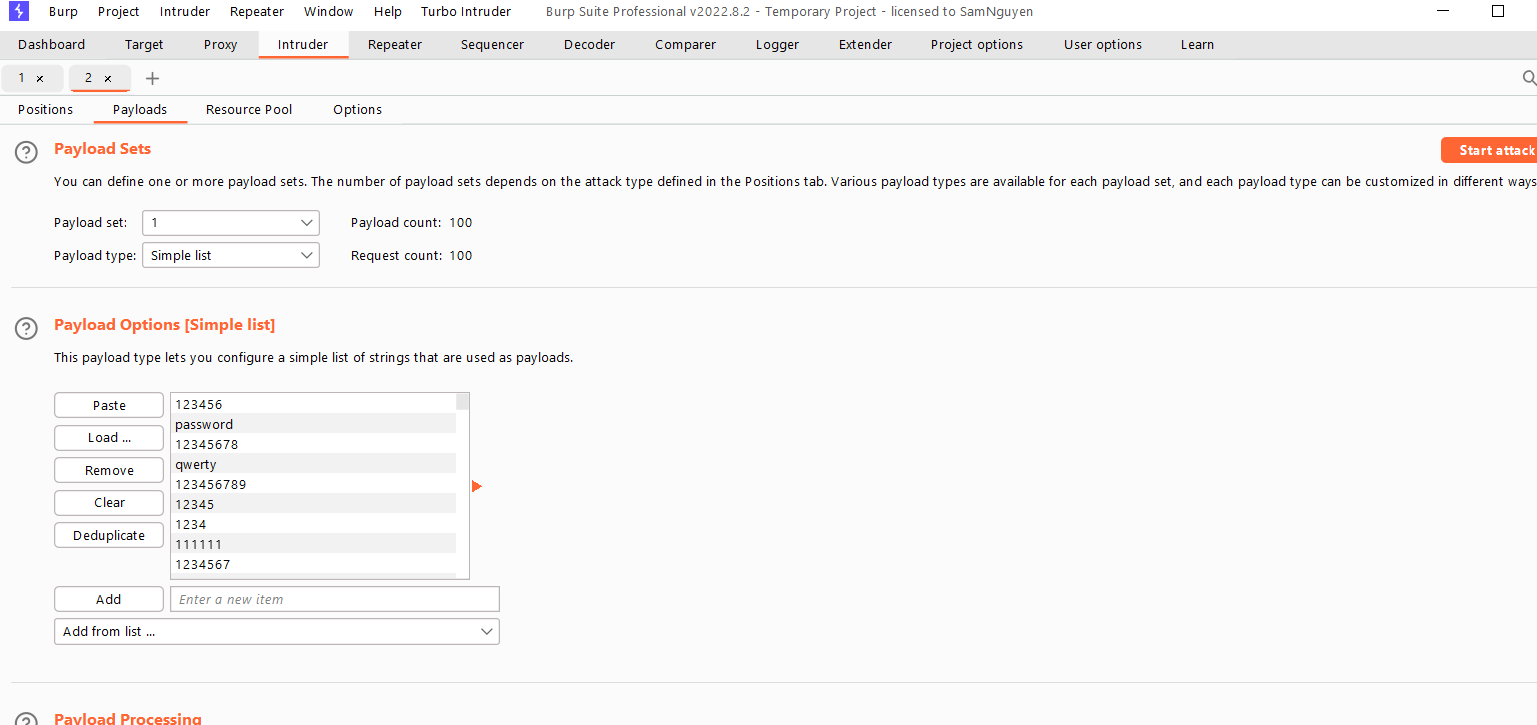 Burp Project Intruder Repeater Window Help Turbo Intruder Burp Suite Professional v2022.8.2 - Temporary Project - licensed to SamNguyen
Dashboard Target Proxy Intruder Repeater Sequencer Decoder Comparer Logger Extender Project options User options Learn
1 × 2 × +
Positions Payloads Resource Pool Options
? Payload Sets Start attack
You can define one or more payload sets. The number of payload sets depends on the attack type defined in the Positions tab. Various payload types are available for each payload set, and each payload type can be customized in different ways
Payload set: 1 Payload count: 100
Payload type: Simple list Request count: 100
? Payload Options [Simple list]
This payload type lets you configure a simple list of strings that are used as payloads.
Paste
Load ...
Remove
Clear
Deduplicate
123456
password
12345678
qwerty
123456789
12345
1234
111111
1234567
Add Enter a new item
Add from list ...
? Payload Processing